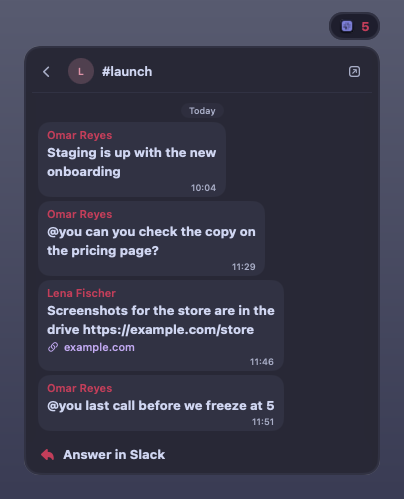 5
L
#launch
Today
Omar Reyes
Staging is up with the new
onboarding
10:04
Omar Reyes
@you can you check the copy on
the pricing page?
11:29
Lena Fischer
Screenshots for the store are in the
drive https://example.com/store
example.com
11:46
Omar Reyes
@you last call before we freeze at 5
11:51
Answer in Slack